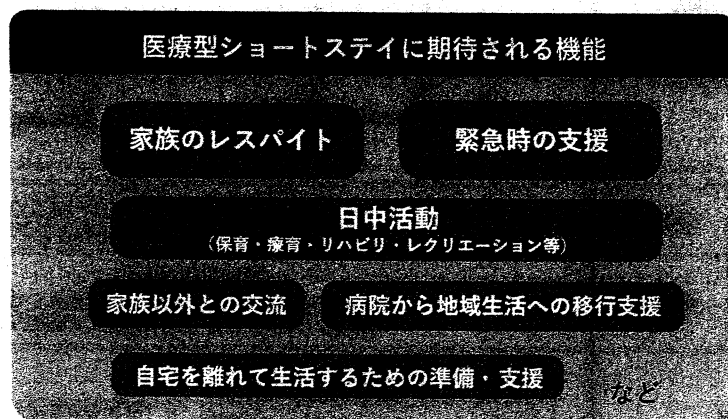 医療型ショートステイに期待される機能
家族のレスパイト
緊急時の支援
日中活動
(保育・療育・リハビリ・レクリエーション等)
家族以外との交流
病院から地域生活への移行支援
自宅を離れて生活するための準備・支援
など